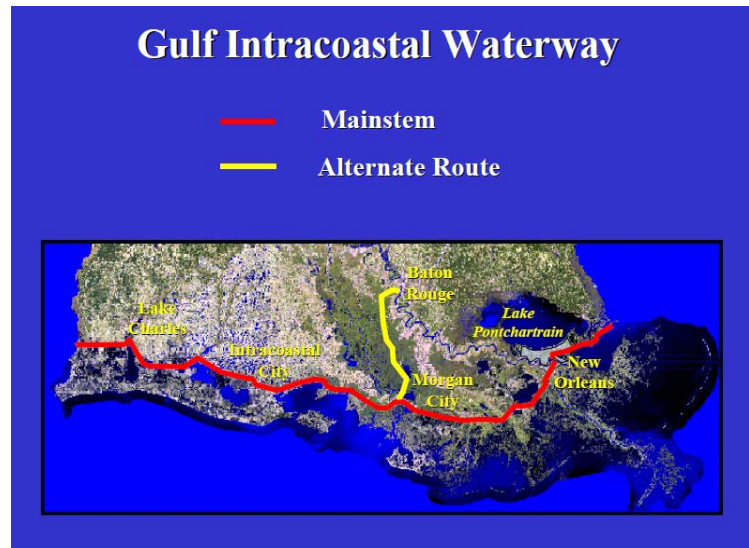 Gulf Intracoastal Waterway
Mainstem
Alternate Route
Baton
Rouge
Lake
Charles
Lake
Pontchartrain
Intracoastal
City
New
Orleans
Morgan
City